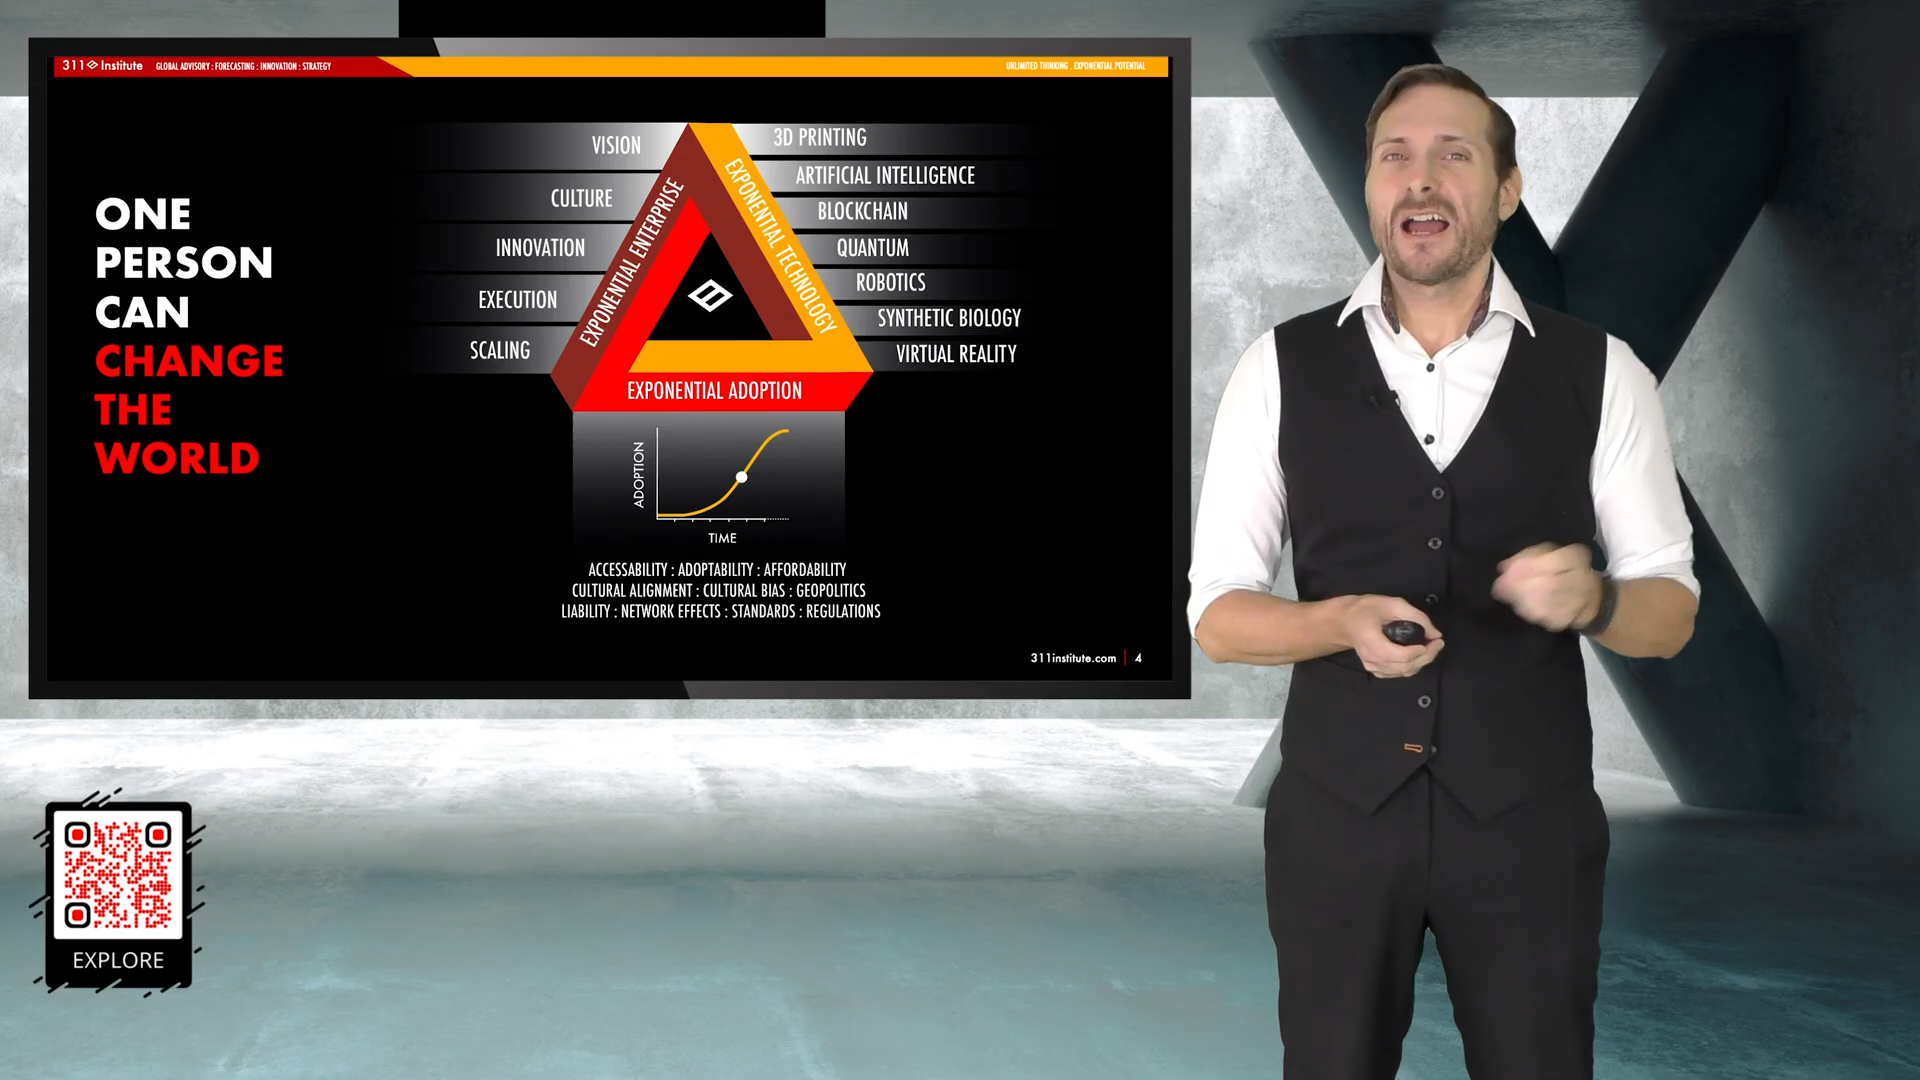 311 Institute GLOBAL ADVISORY : FORECASTING : INNOVATION : STRATEGY
UNLIMITED THINKING . EXPONENTIAL POTENTIAL
ONE
PERSON
CAN
CHANGE
THE
WORLD
VISION
CULTURE
INNOVATION
EXECUTION
SCALING
EXPONENTIAL ENTERPRISE
EXPONENTIAL TECHNOLOGY
3D PRINTING
ARTIFICIAL INTELLIGENCE
BLOCKCHAIN
QUANTUM
ROBOTICS
SYNTHETIC BIOLOGY
VIRTUAL REALITY
EXPONENTIAL ADOPTION
ADOPTION
TIME
ACCESSABILITY : ADOPTABILITY : AFFORDABILITY
CULTURAL ALIGNMENT : CULTURAL BIAS : GEOPOLITICS
LIABILITY : NETWORK EFFECTS : STANDARDS : REGULATIONS
311institute.com | 4
EXPLORE